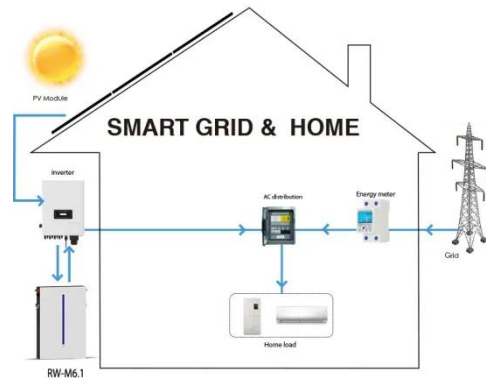 PV Module
SMART GRID & HOME
inverter
AC distribution
Energy meter
Grid
Home load
RW-M6.1